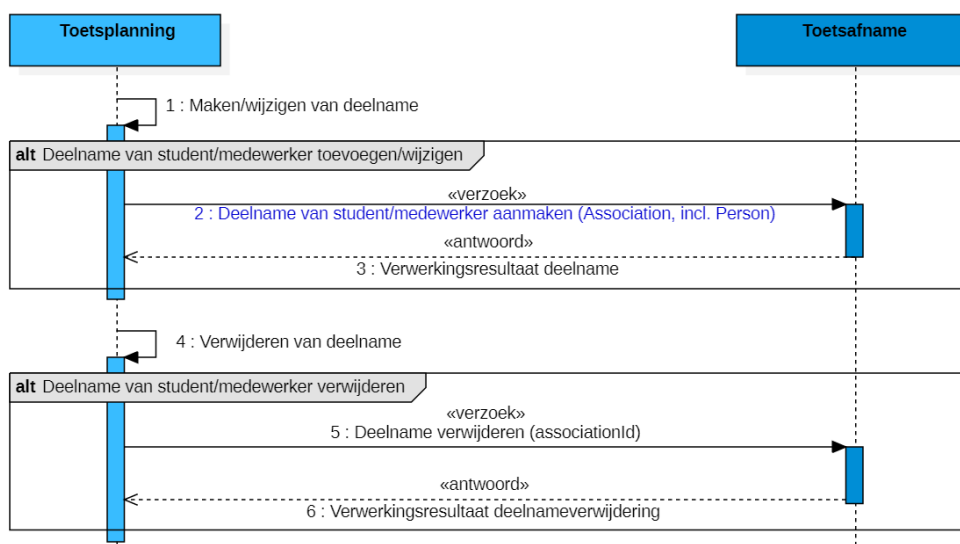 Toetsplanning
Toetsafname
1 : Maken/wijzigen van deelname
alt Deelname van student/medewerker toevoegen/wijzigen
«verzoek»
2 : Deelname van student/medewerker aanmaken (Association, incl. Person)
«antwoord»
3 : Verwerkingsresultaat deelname
4 : Verwijderen van deelname
alt Deelname van student/medewerker verwijderen
«verzoek»
5 : Deelname verwijderen (associationId)
«antwoord»
6 : Verwerkingsresultaat deelnameverwijdering